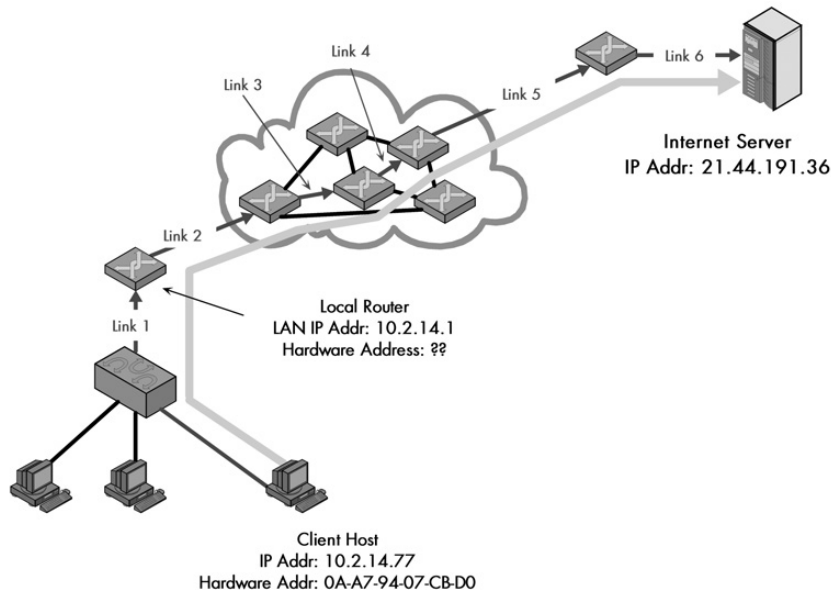 Link 4
Link 6
Link 3
Link 5
Internet Server
IP Addr: 21.44.191.36
Link 2
Local Router
LAN IP Addr: 10.2.14.1
Hardware Address: ??
Link 1
Client Host
IP Addr: 10.2.14.77
Hardware Addr: 0A-A7-94-07-CB-D0